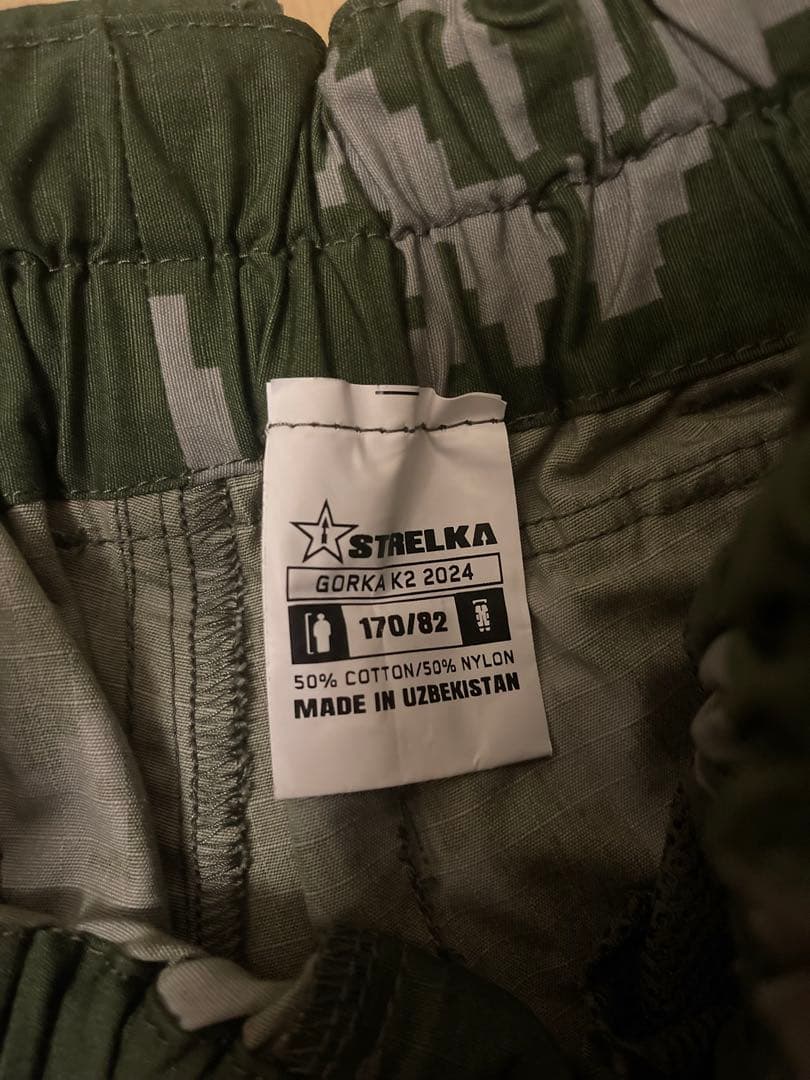 STRELKA
GORKA K2 2024
170/82
50% COTTON/50% NYLON
MADE IN UZBEKISTAN